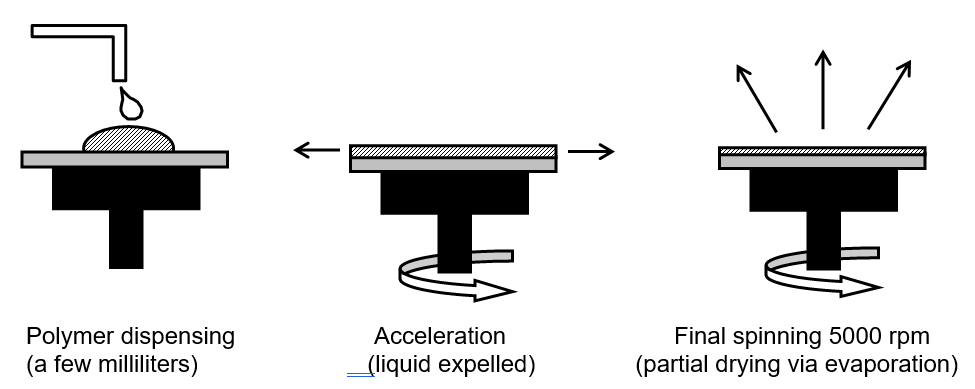 Polymer dispensing
(a few milliliters)
Acceleration
(liquid expelled)
Final spinning 5000 rpm
(partial drying via evaporation)